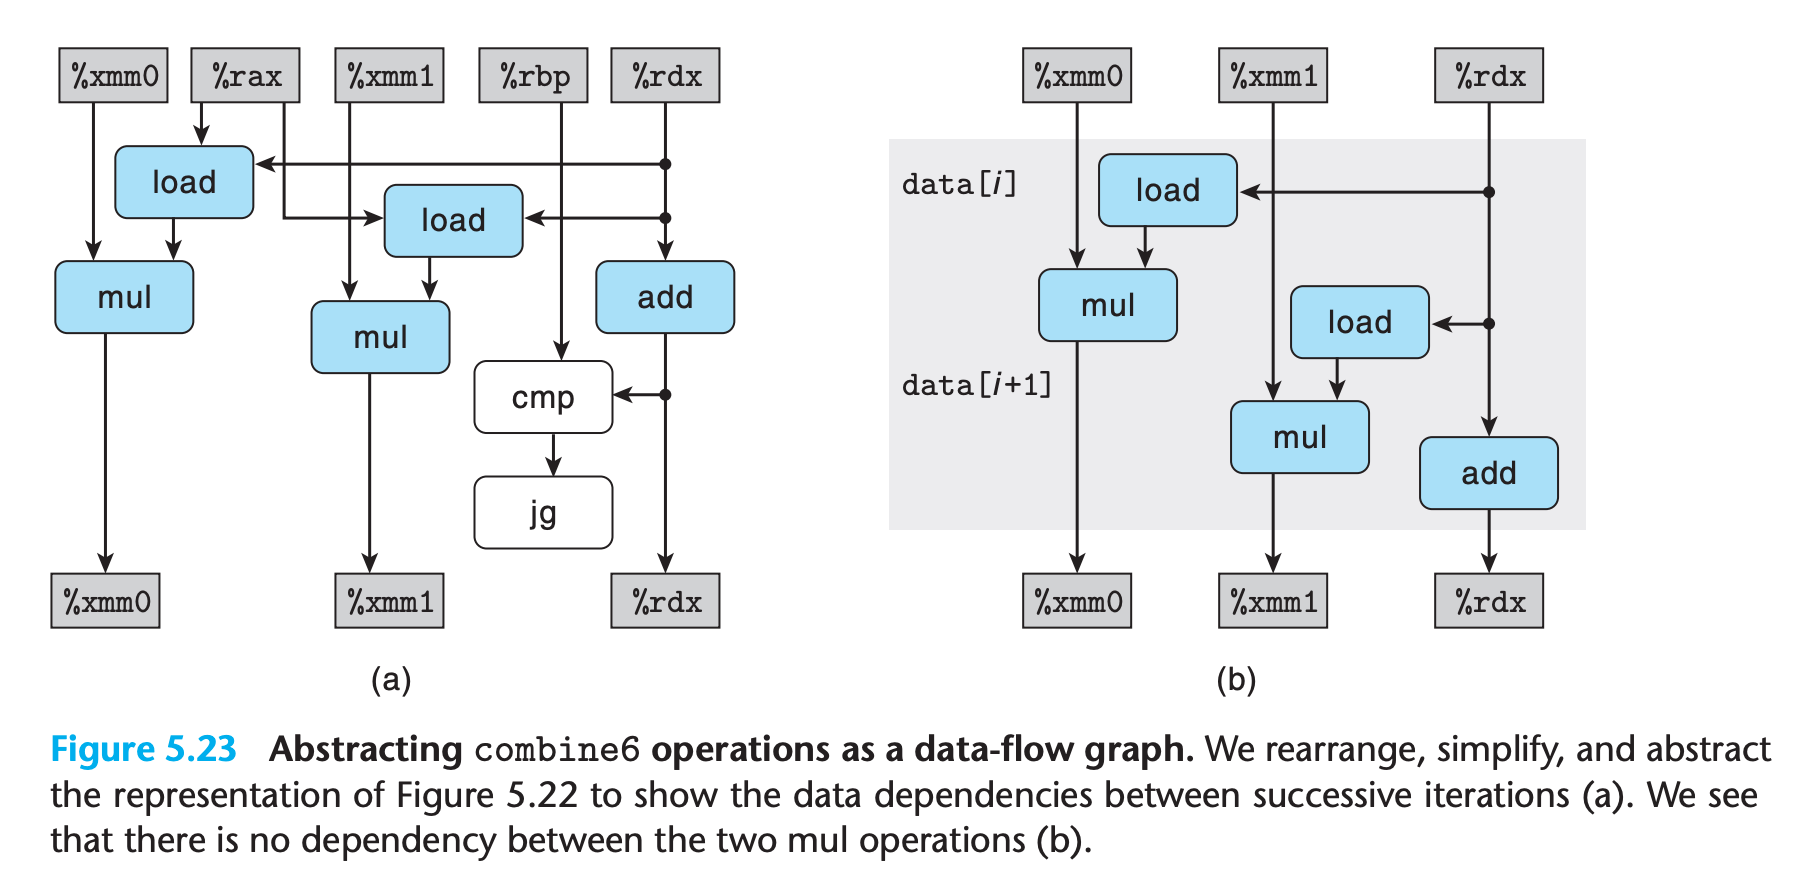 %xmm0 %rax %xmm1 %rbp %rdx
load
load
mul
add
mul
cmp
jg
%xmm0 %xmm1 %rdx
(a)
%xmm0 %xmm1 %rdx
data[i]
load
mul
load
data[i+1]
mul
add
%xmm0 %xmm1 %rdx
(b)
Figure 5.23 Abstracting combine6 operations as a data-flow graph. We rearrange, simplify, and abstract
the representation of Figure 5.22 to show the data dependencies between successive iterations (a). We see
that there is no dependency between the two mul operations (b).